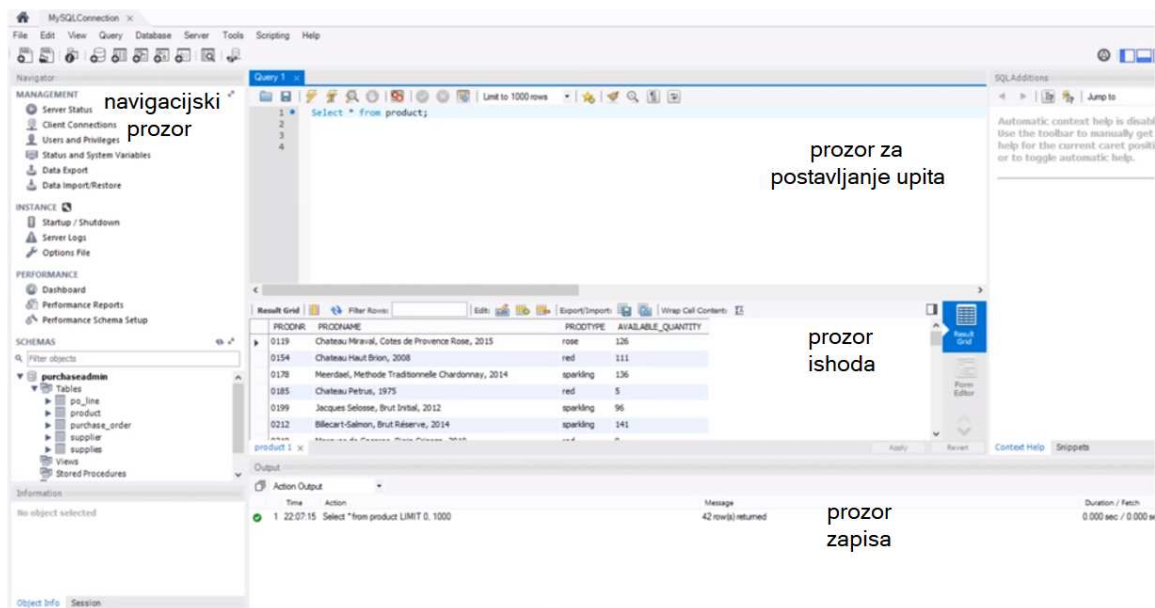 MySQLConnection ×
File Edit View Query Database Server Tools Scripting Help
Navigator
MANAGEMENT
Server Status
Client Connections
Users and Privileges
Status and System Variables
Data Export
Data Import/Restore
navigacijski
prozor
INSTANCE
Startup / Shutdown
Server Logs
Options File
PERFORMANCE
Dashboard
Performance Reports
Performance Schema Setup
SCHEMAS
Filter objects
purchaseadmin
Tables
po_line
product
purchase_order
supplier
supplies
Views
Stored Procedures
Information
No object selected
Object Info Session
Query 1 ×
Limit to 1000 rows
1 Select * from product;
2
3
4
prozor za
postavljanje upita
Result Grid Filter Rows: Edit: Export/Import: Wrap Cell Content:
PRODNR PRODNAME PRODTYPE AVAILABLE_QUANTITY
0119 Chateau Miraval, Cotes de Provence Rose, 2015 rose 126
0154 Chateau Haut Brion, 2008 red 111
0178 Meerdael, Methode Traditionnelle Chardonnay, 2014 sparkling 136
0185 Chateau Petrus, 1975 red 5
0199 Jacques Selosse, Brut Initial, 2012 sparkling 96
0212 Billecart-Salmon, Brut Réserve, 2014 sparkling 141
prozor
ishoda
Result
Grid
Form
Editor
product 1 ×
Apply Revert
Output
Action Output
Time Action Message Duration / Fetch
1 22:07:15 Select * from product LIMIT 0, 1000 42 row(s) returned 0.000 sec / 0.000 s
prozor
zapisa
SQLAdditions
Jump to
Automatic context help is disabl
Use the toolbar to manually get
help for the current caret positi
or to toggle automatic help.
Context Help Snippets